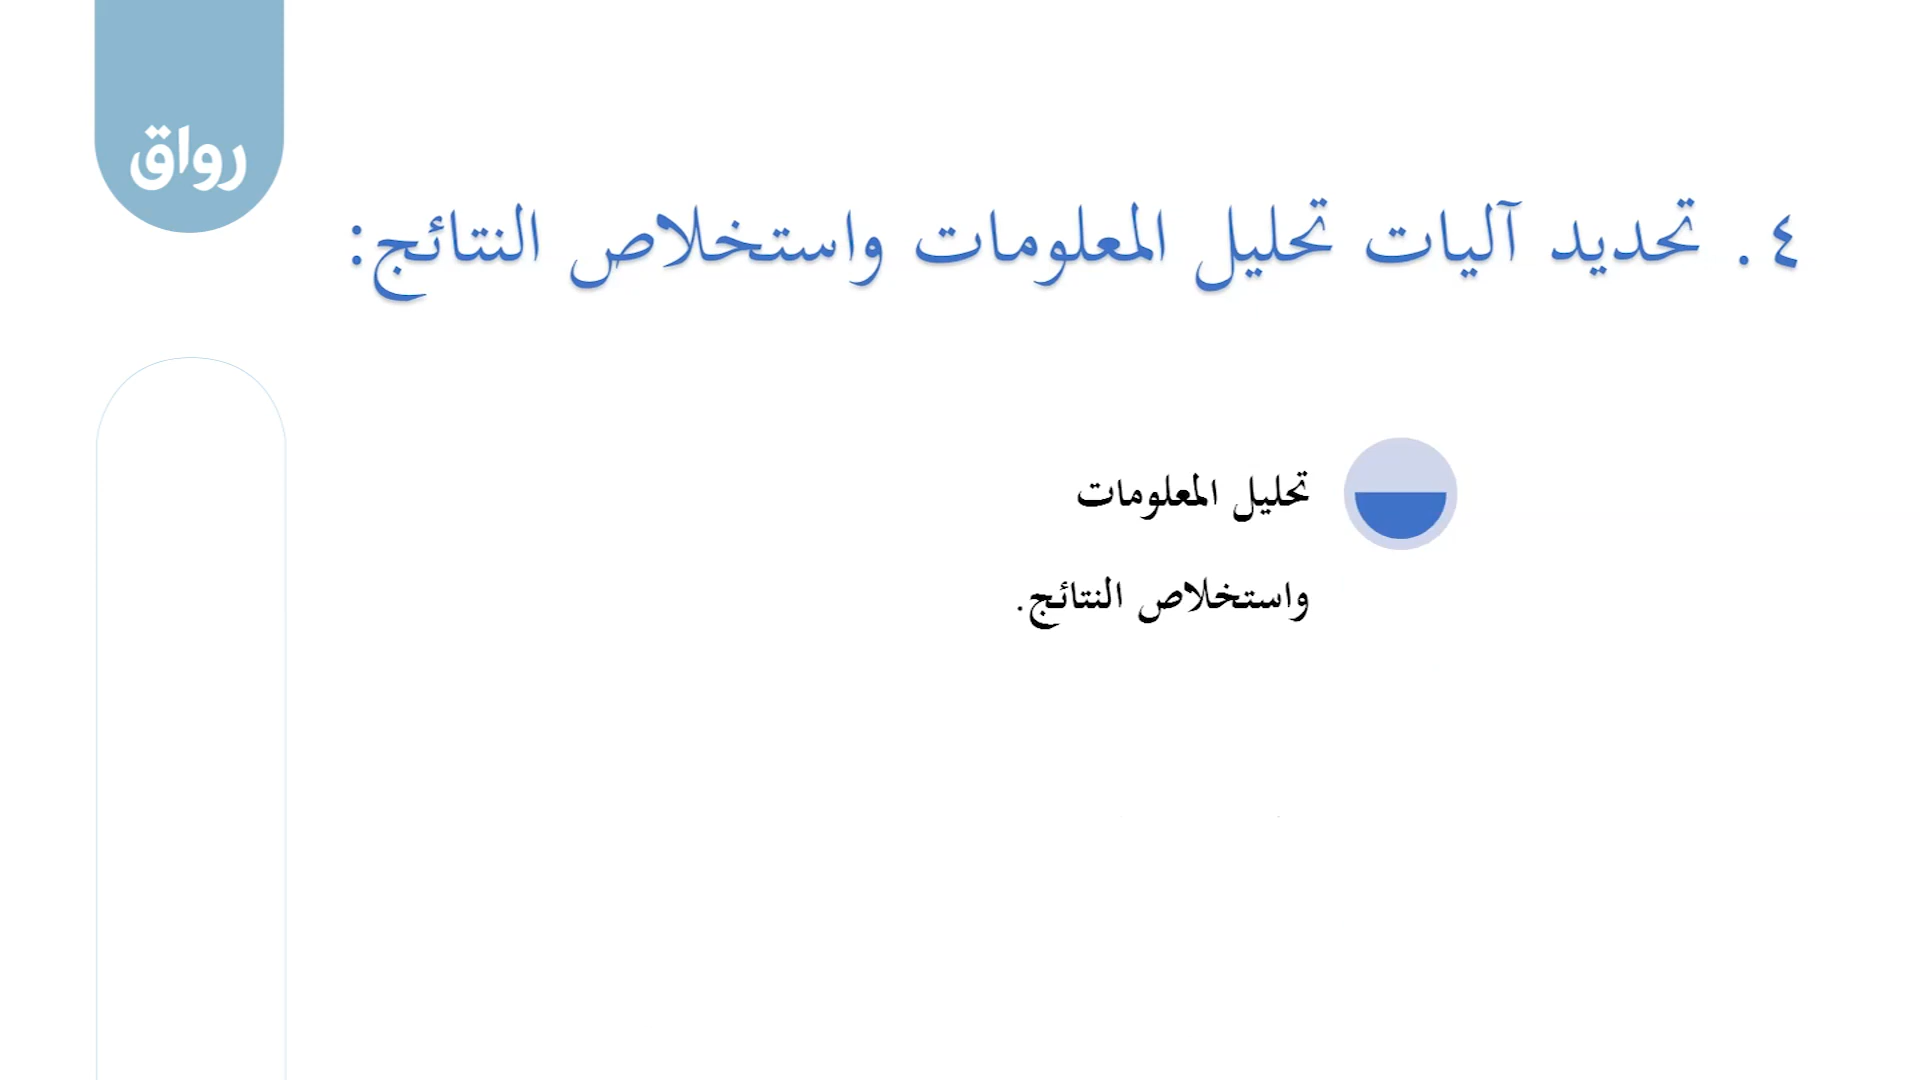 رواق
٤ . تحديد آليات تحليل المعلومات واستخلاص النتائج:
تحليل المعلومات
واستخلاص النتائج.